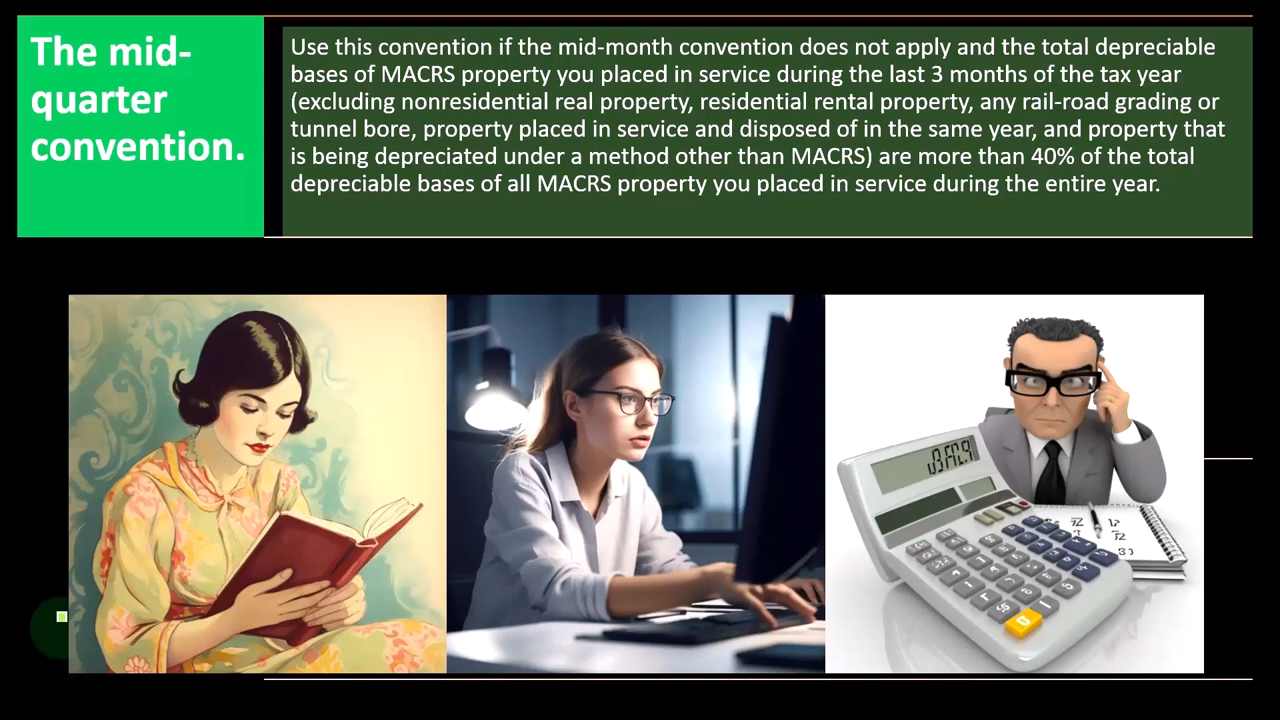 The mid-
quarter
convention.
Use this convention if the mid-month convention does not apply and the total depreciable
bases of MACRS property you placed in service during the last 3 months of the tax year
(excluding nonresidential real property, residential rental property, any rail-road grading or
tunnel bore, property placed in service and disposed of in the same year, and property that
is being depreciated under a method other than MACRS) are more than 40% of the total
depreciable bases of all MACRS property you placed in service during the entire year.